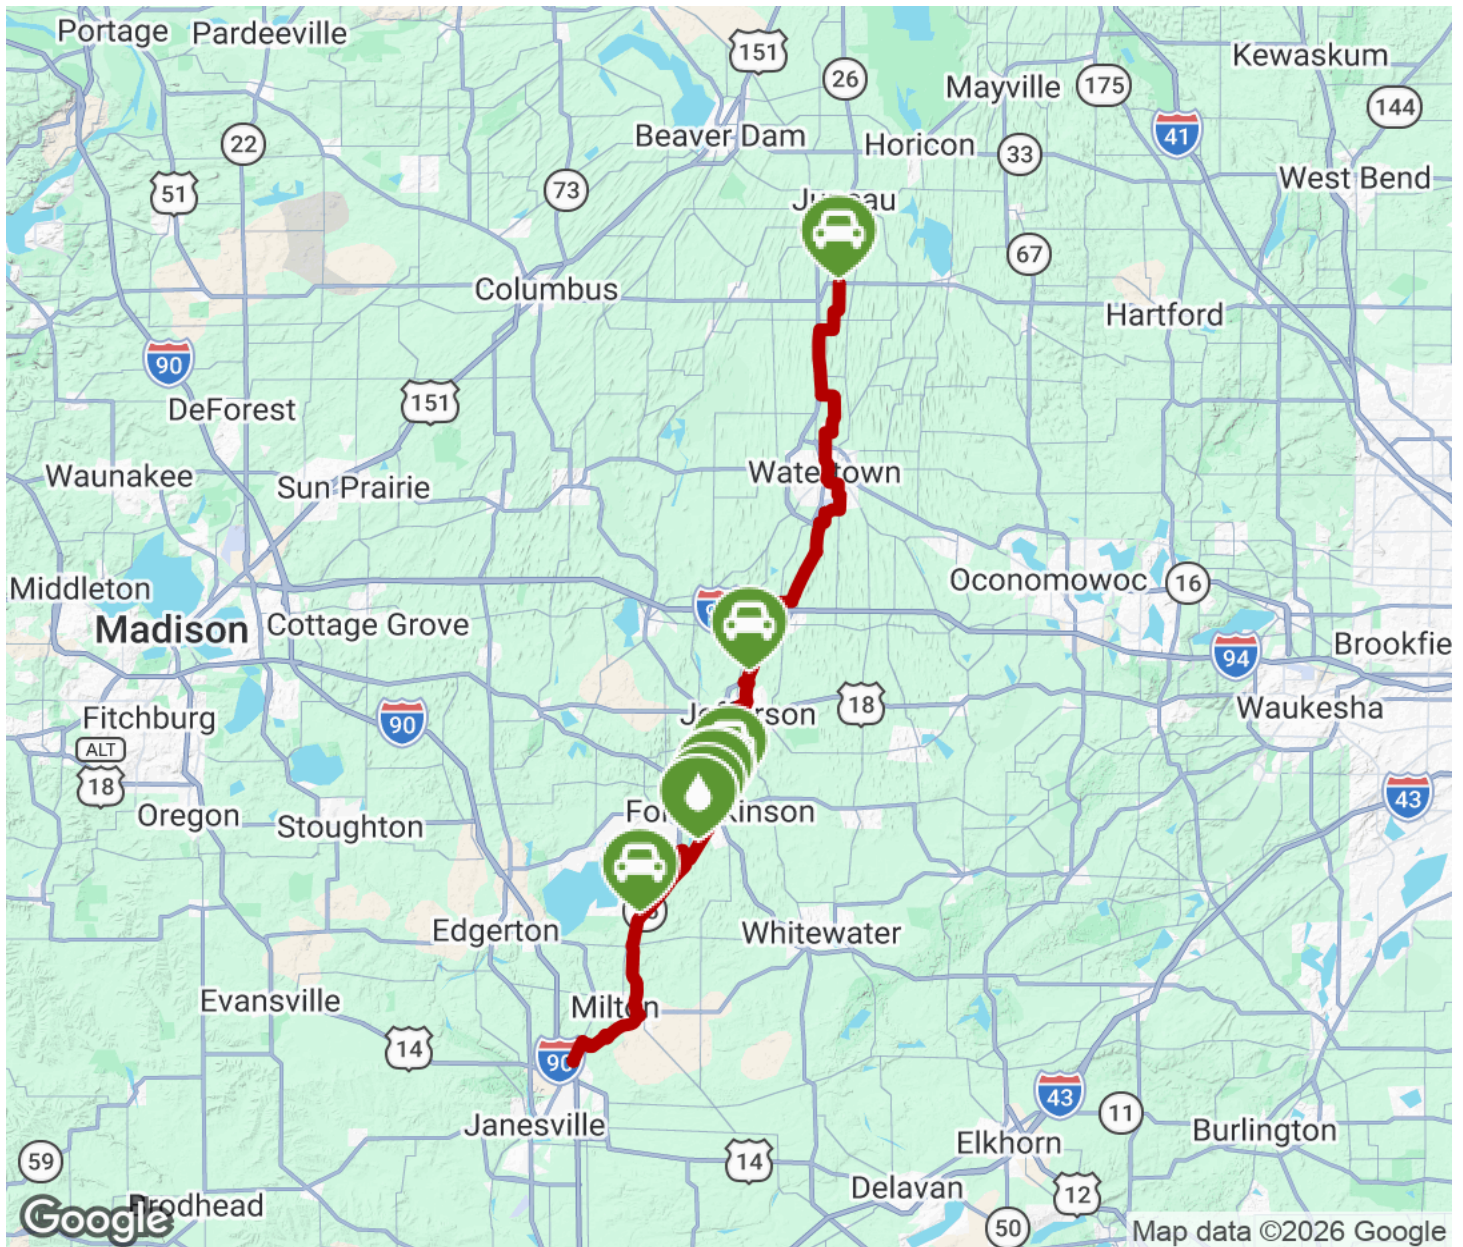 Portage
Pardeeville
151
26
Mayville
175
Kewaskum
144
41
22
Beaver Dam
Horicon
33
51
73
West Bend
67
Columbus
Hartford
90
151
DeForest
Waunakee
Sun Prairie
Middleton
Oconomowoc
16
Madison
Cottage Grove
94
Brookfie
90
18
Fitchburg
ALT
18
Waukesha
43
Oregon
Stoughton
Edgerton
Whitewater
Evansville
14
90
43
11
Janesville
Elkhorn
Burlington
59
14
Delavan
12
Google
50
Map data ©2026 Google